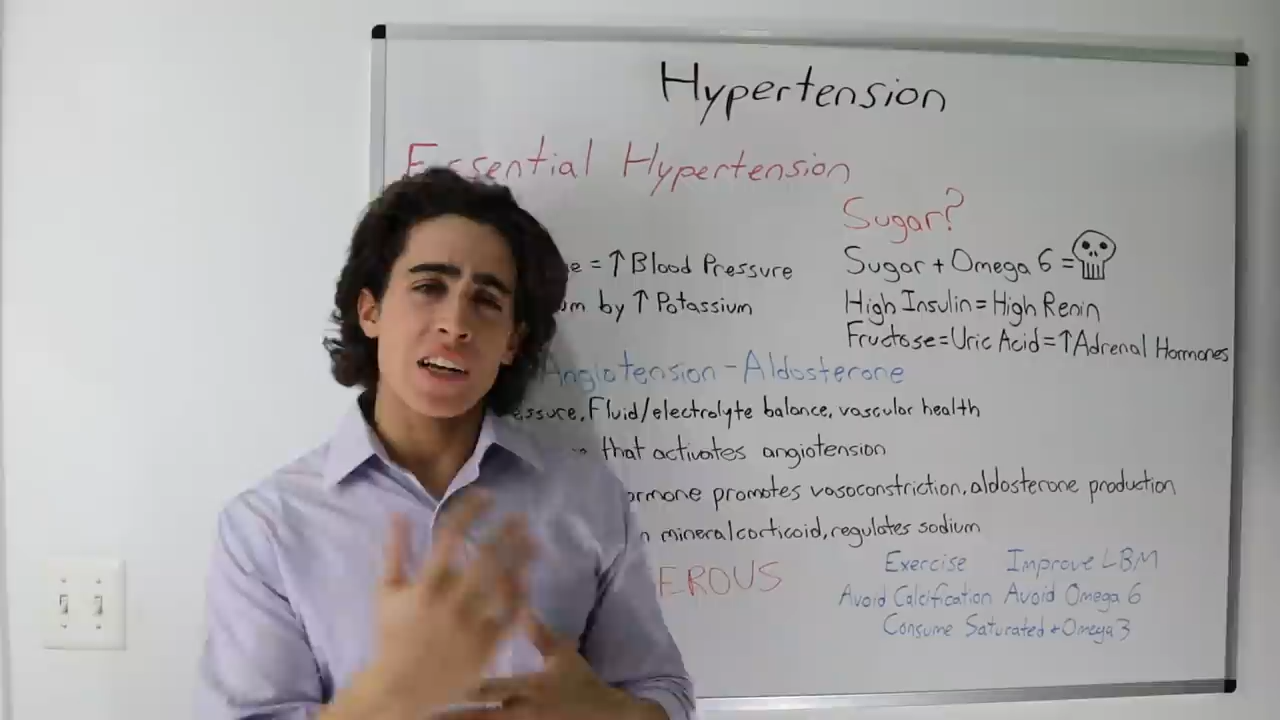 Hypertension
Essential Hypertension
Sugar?
= ↑ Blood Pressure
Sugar + Omega 6 =
by ↑ Potassium
High Insulin = High Renin
Fructose = Uric Acid = ↑ Adrenal Hormones
Angiotension - Aldosterone
Fluid/electrolyte balance, vascular health
that activates angiotension
promotes vasoconstriction, aldosterone production
mineralcorticoid, regulates sodium
EROUS
Exercise Improve LBM
Avoid Calcification Avoid Omega 6
Consume Saturated + Omega 3